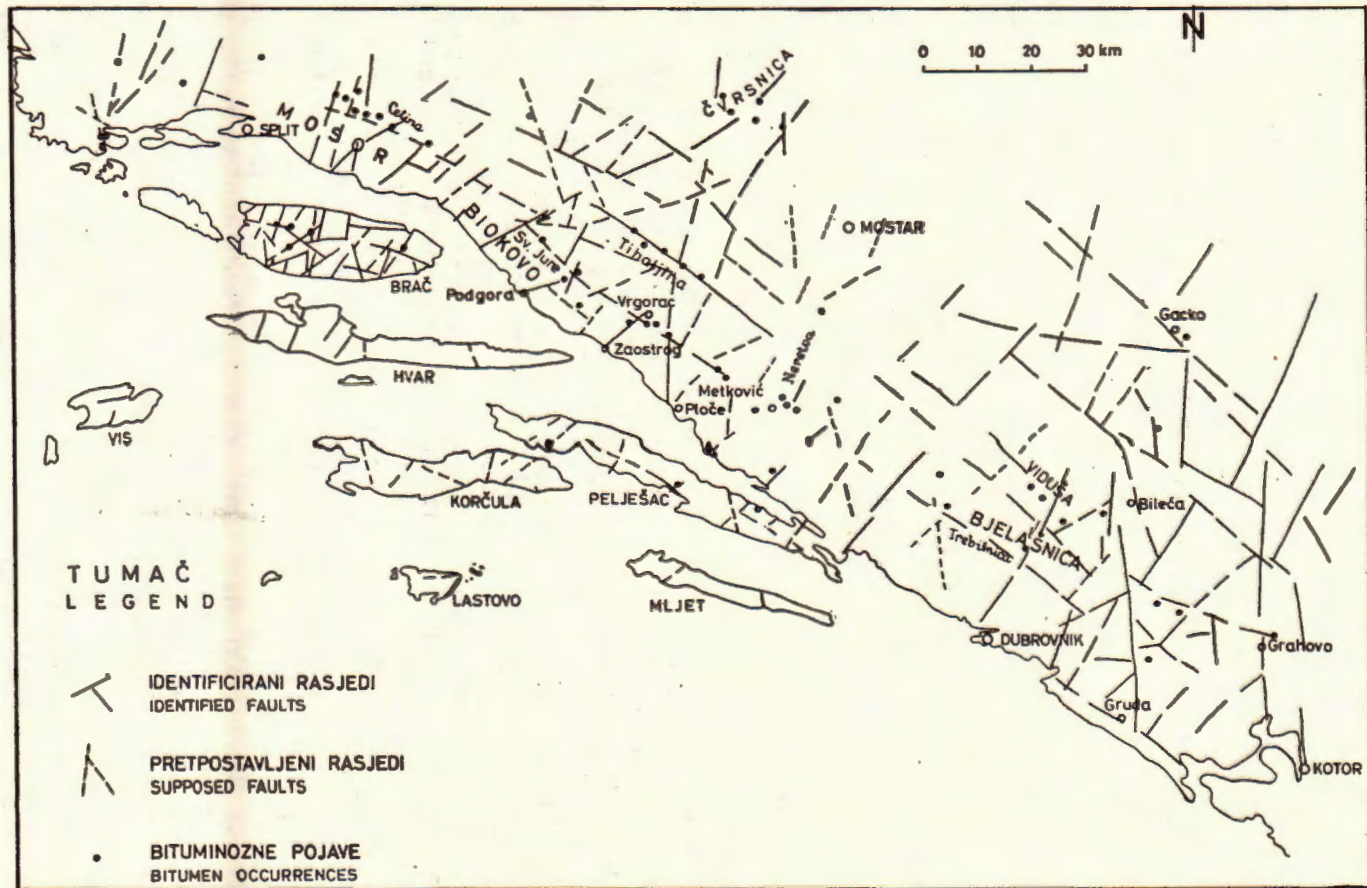 N
0 10 20 30 km
ČVRSNICA
MOSOR
SPLIT
Cetina
BIOKOVO
Sv. Jure
Tihaljina
MOSTAR
BRAČ
Podgora
Vrgorac
Zaostrog
Gacko
HVAR
Metković
Neretva
Ploče
VIS
KORČULA
PELJEŠAC
VIDUŠA
Bileća
BJELAŠNICA
Trebišnica
TUMAČ
LEGEND
LASTOVO
MLJET
DUBROVNIK
Grahovo
Gruda
KOTOR
IDENTIFICIRANI RASJEDI
IDENTIFIED FAULTS
PRETPOSTAVLJENI RASJEDI
SUPPOSED FAULTS
BITUMINOZNE POJAVE
BITUMEN OCCURRENCES